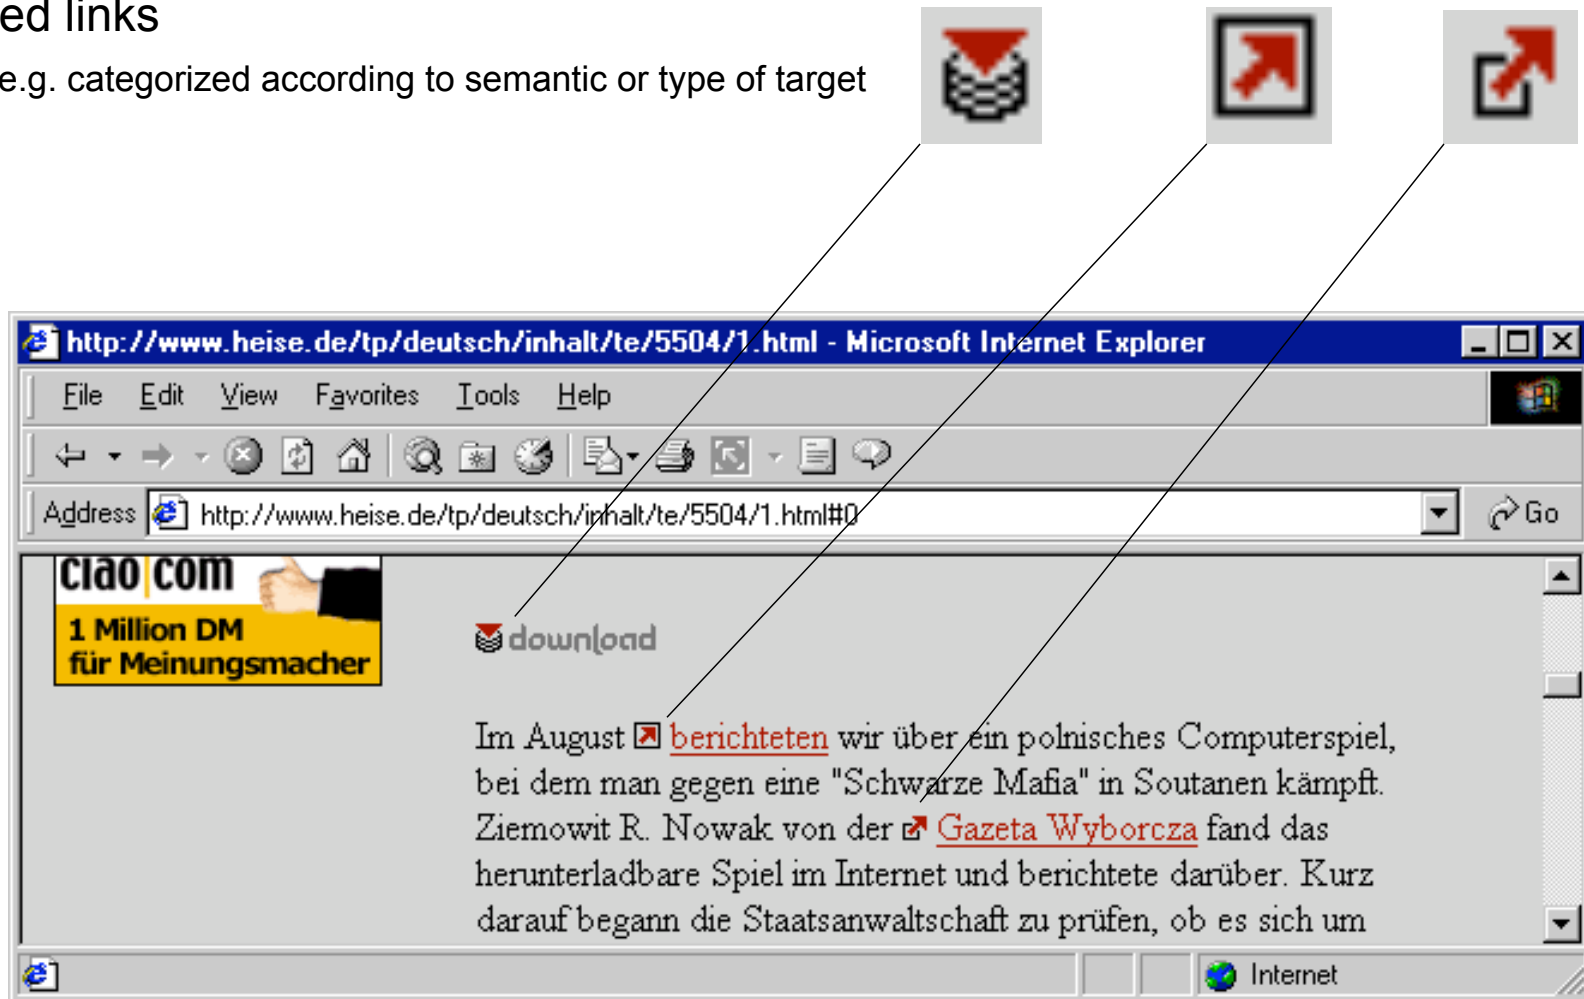 ed links
e.g. categorized according to semantic or type of target
http://www.heise.de/tp/deutsch/inhalt/te/5504/1.html - Microsoft Internet Explorer
File Edit View Favorites Tools Help
Address http://www.heise.de/tp/deutsch/inhalt/te/5504/1.html#0 Go
ciao com
1 Million DM
für Meinungsmacher
download
Im August berichteten wir über ein polnisches Computerspiel,
bei dem man gegen eine "Schwarze Mafia" in Soutanen kämpft.
Ziemowit R. Nowak von der Gazeta Wyborcza fand das
herunterladbare Spiel im Internet und berichtete darüber. Kurz
darauf begann die Staatsanwaltschaft zu prüfen, ob es sich um
Internet